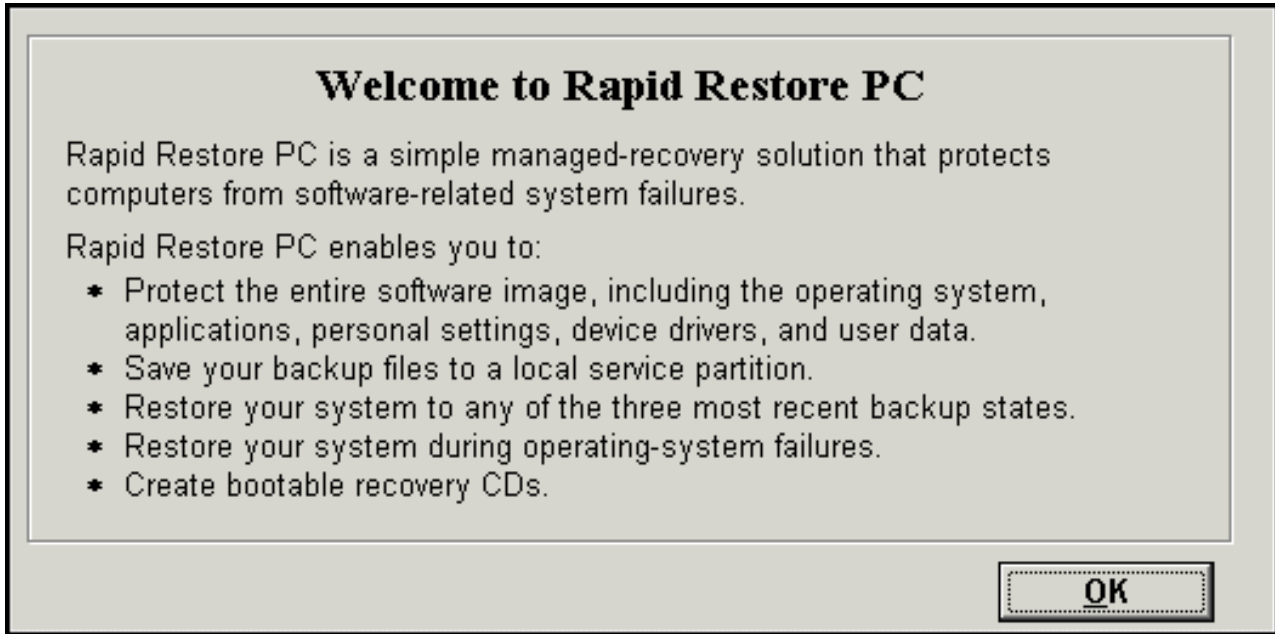 Welcome to Rapid Restore PC
Rapid Restore PC is a simple managed-recovery solution that protects
computers from software-related system failures.
Rapid Restore PC enables you to:
* Protect the entire software image, including the operating system,
applications, personal settings, device drivers, and user data.
* Save your backup files to a local service partition.
* Restore your system to any of the three most recent backup states.
* Restore your system during operating-system failures.
* Create bootable recovery CDs.
OK